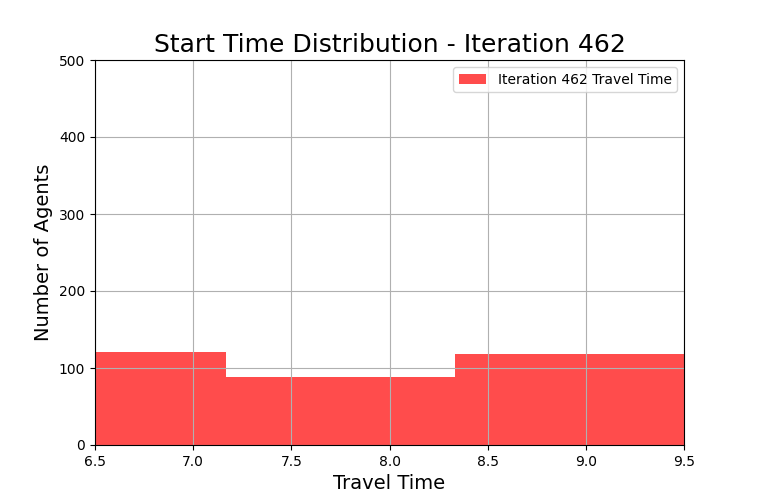 Start Time Distribution - Iteration 462
Iteration 462 Travel Time
Number of Agents
500
400
300
200
100
0
6.5 7.0 7.5 8.0 8.5 9.0 9.5
Travel Time